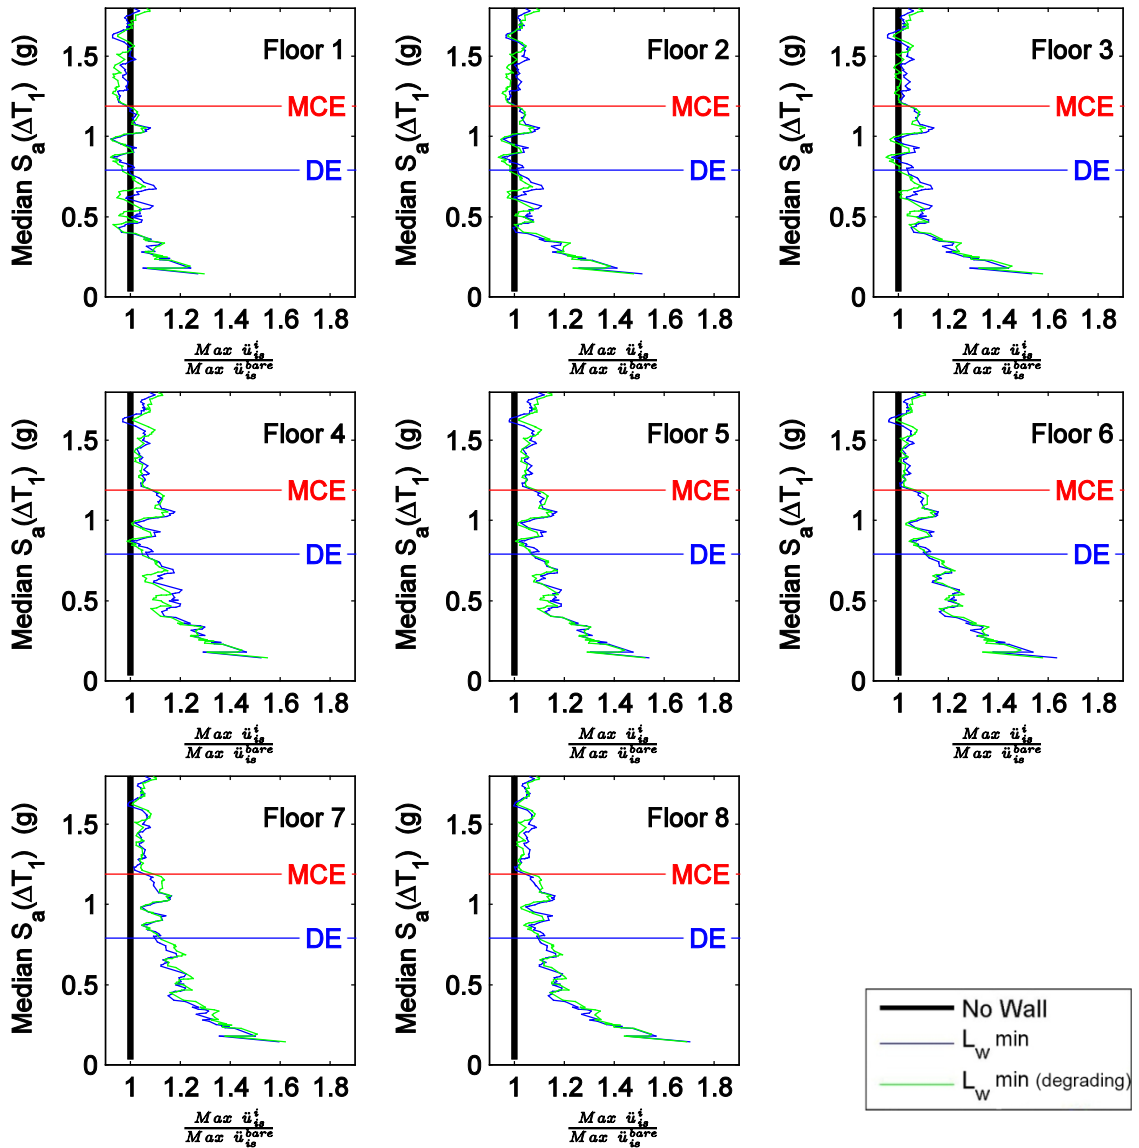 Median Sa(ΔT1) (g)
1.5
1
0.5
0
Floor 1
MCE
DE
1 1.2 1.4 1.6 1.8
Max ü^i_is
Max ü^bare_is
Median Sa(ΔT1) (g)
1.5
1
0.5
0
Floor 2
MCE
DE
1 1.2 1.4 1.6 1.8
Max ü^i_is
Max ü^bare_is
Median Sa(ΔT1) (g)
1.5
1
0.5
0
Floor 3
MCE
DE
1 1.2 1.4 1.6 1.8
Max ü^i_is
Max ü^bare_is
Median Sa(ΔT1) (g)
1.5
1
0.5
0
Floor 4
MCE
DE
1 1.2 1.4 1.6 1.8
Max ü^i_is
Max ü^bare_is
Median Sa(ΔT1) (g)
1.5
1
0.5
0
Floor 5
MCE
DE
1 1.2 1.4 1.6 1.8
Max ü^i_is
Max ü^bare_is
Median Sa(ΔT1) (g)
1.5
1
0.5
0
Floor 6
MCE
DE
1 1.2 1.4 1.6 1.8
Max ü^i_is
Max ü^bare_is
Median Sa(ΔT1) (g)
1.5
1
0.5
0
Floor 7
MCE
DE
1 1.2 1.4 1.6 1.8
Max ü^i_is
Max ü^bare_is
Median Sa(ΔT1) (g)
1.5
1
0.5
0
Floor 8
MCE
DE
1 1.2 1.4 1.6 1.8
Max ü^i_is
Max ü^bare_is
No Wall
Lw min
Lw min (degrading)